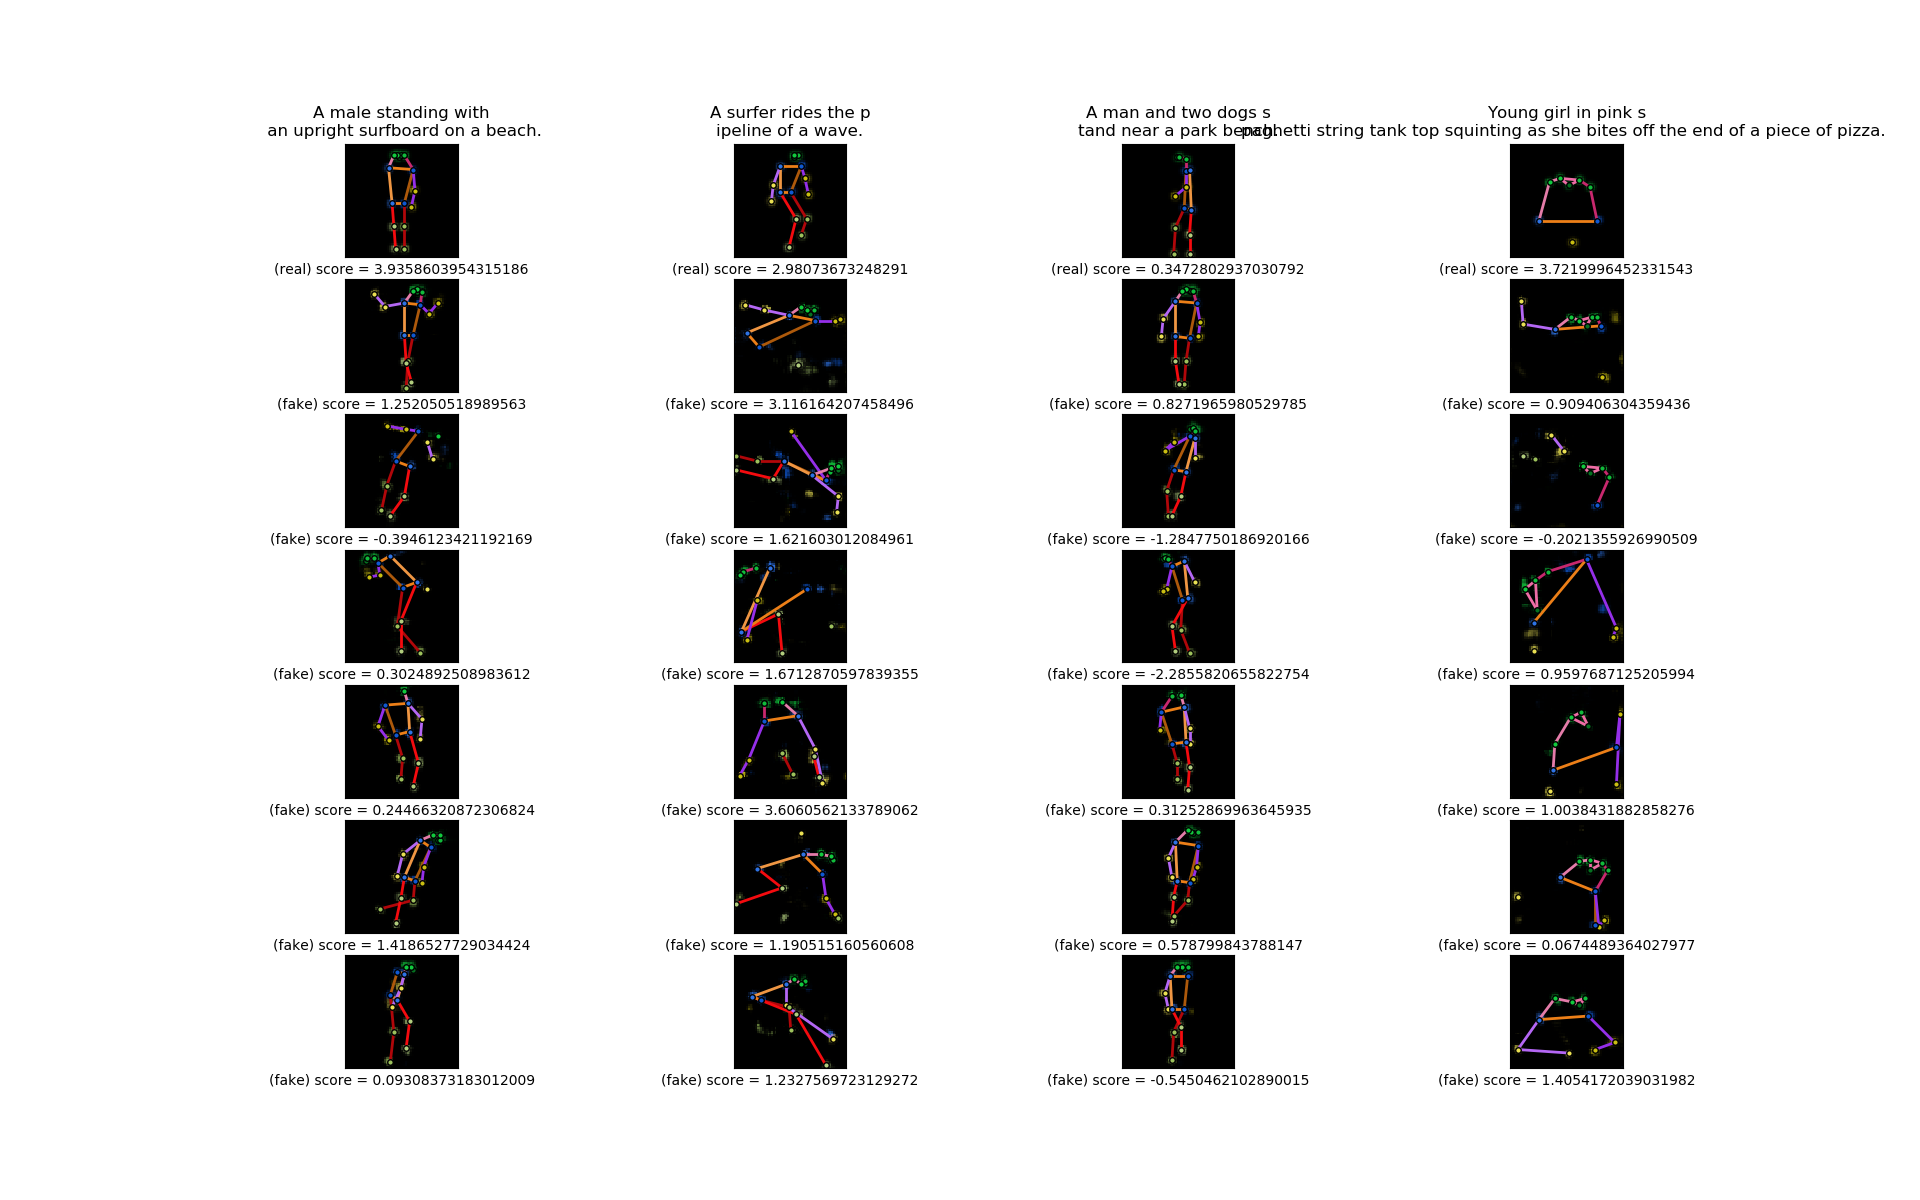 A male standing with
an upright surfboard on a beach.
A surfer rides the p
ipeline of a wave.
A man and two dogs s
tand near a park bench.
Young girl in pink s
paghetti string tank top squinting as she bites off the end of a piece of pizza.
(real) score = 3.9358603954315186
(real) score = 2.98073673248291
(real) score = 0.3472802937030792
(real) score = 3.7219996452331543
(fake) score = 1.252050518989563
(fake) score = 3.116164207458496
(fake) score = 0.8271965980529785
(fake) score = 0.909406304359436
(fake) score = -0.3946123421192169
(fake) score = 1.621603012084961
(fake) score = -1.2847750186920166
(fake) score = -0.2021355926990509
(fake) score = 0.3024892508983612
(fake) score = 1.6712870597839355
(fake) score = -2.2855820655822754
(fake) score = 0.9597687125205994
(fake) score = 0.24466320872306824
(fake) score = 3.6060562133789062
(fake) score = 0.31252869963645935
(fake) score = 1.0038431882858276
(fake) score = 1.4186527729034424
(fake) score = 1.190515160560608
(fake) score = 0.578799843788147
(fake) score = 0.0674489364027977
(fake) score = 0.09308373183012009
(fake) score = 1.2327569723129272
(fake) score = -0.5450462102890015
(fake) score = 1.4054172039031982